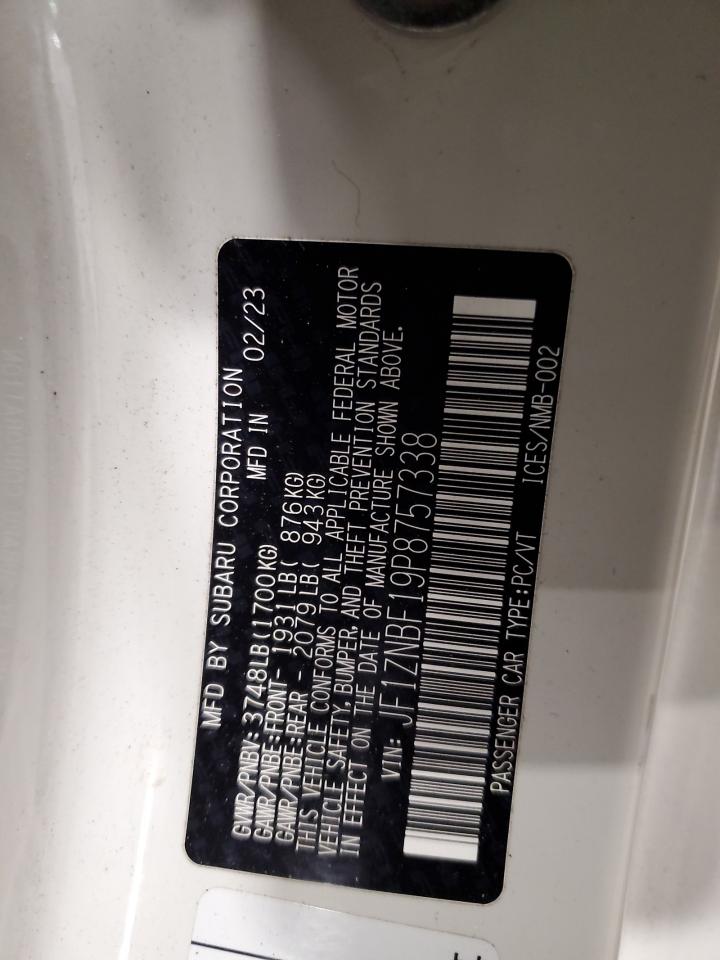 MFD BY SUBARU CORPORATION
MFD IN 02/23
GVWR/PNBV:3748LB(1700KG)
GAWR/PNBE:FRONT- 1931LB( 876KG)
GAWR/PNBE:REAR - 2079LB( 943KG)
THIS VEHICLE CONFORMS TO ALL APPLICABLE FEDERAL MOTOR
VEHICLE SAFETY, BUMPER, AND THEFT PREVENTION STANDARDS
IN EFFECT ON THE DATE OF MANUFACTURE SHOWN ABOVE.
VIN: JF1ZNBF19P8757338
PASSENGER CAR TYPE:PC/VT ICES/NMB-002